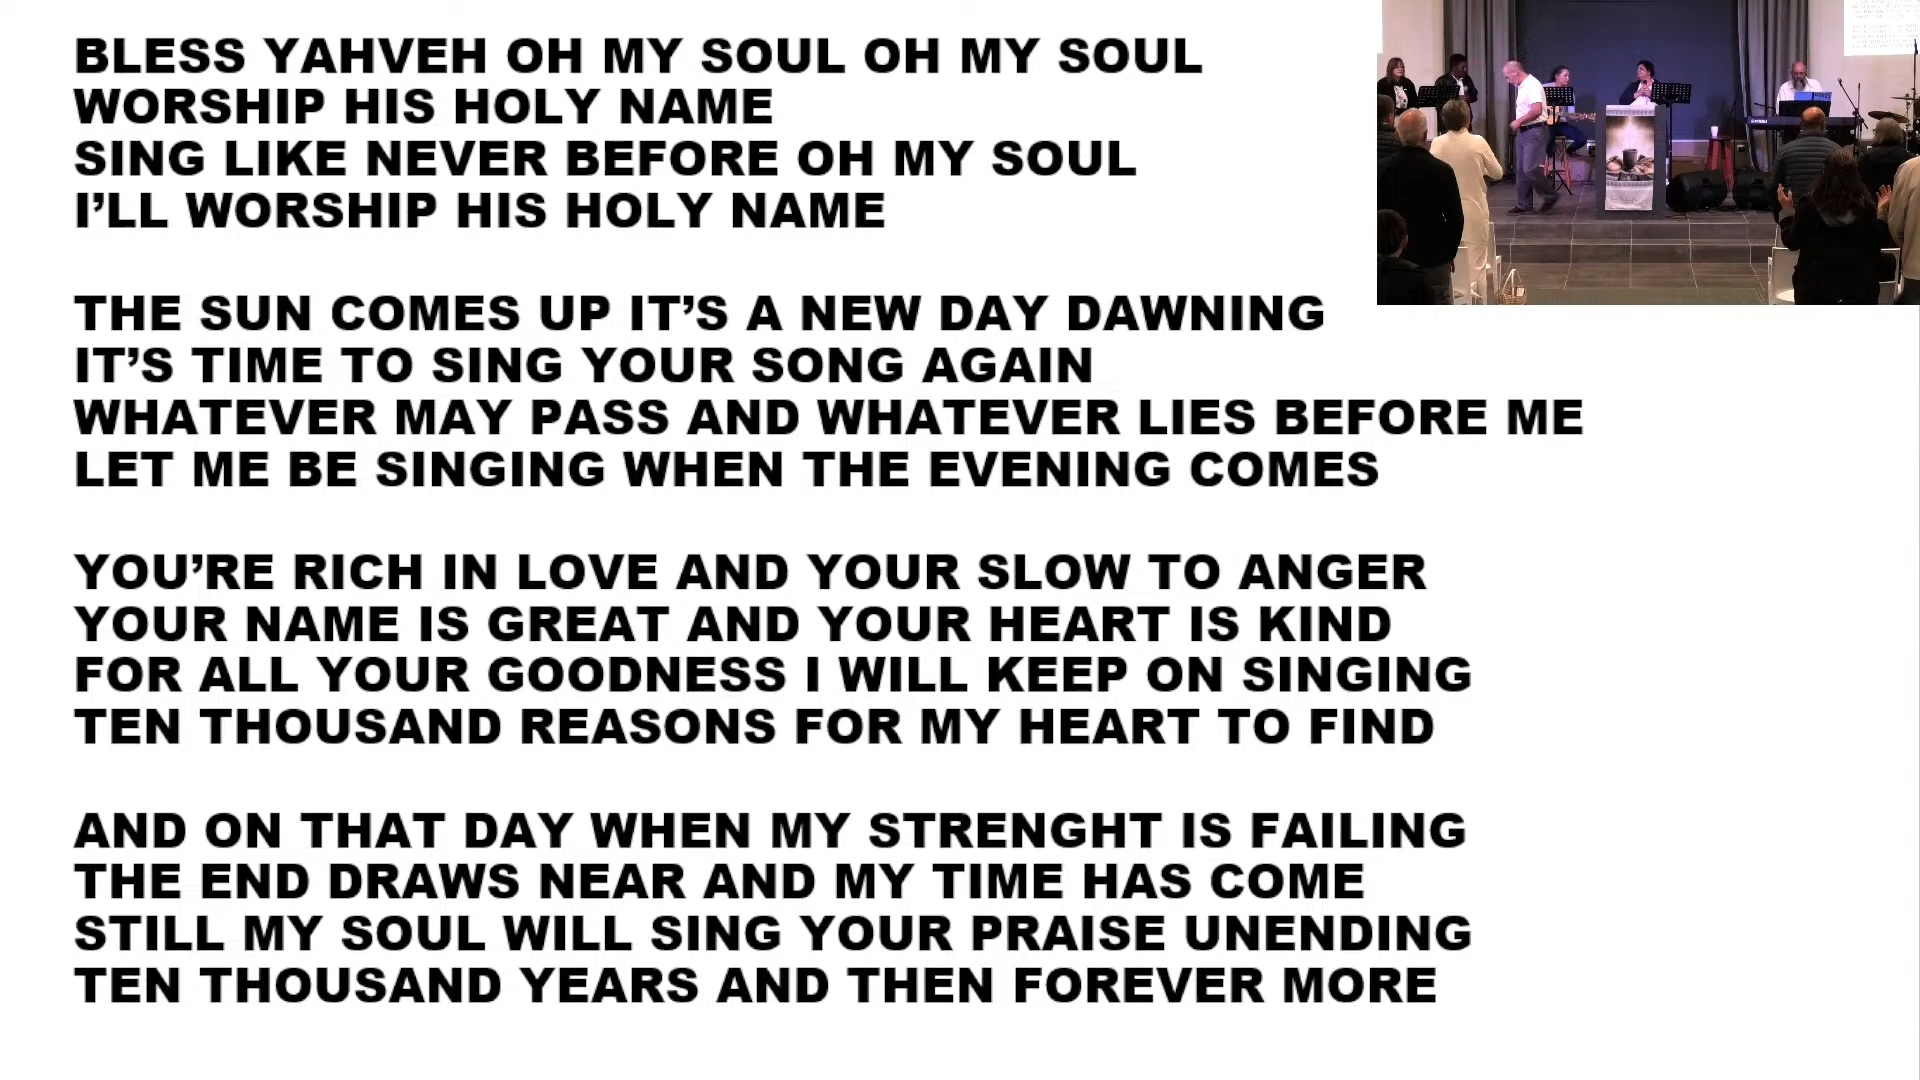 BLESS YAHVEH OH MY SOUL OH MY SOUL
WORSHIP HIS HOLY NAME
SING LIKE NEVER BEFORE OH MY SOUL
I’LL WORSHIP HIS HOLY NAME
THE SUN COMES UP IT’S A NEW DAY DAWNING
IT’S TIME TO SING YOUR SONG AGAIN
WHATEVER MAY PASS AND WHATEVER LIES BEFORE ME
LET ME BE SINGING WHEN THE EVENING COMES
YOU’RE RICH IN LOVE AND YOUR SLOW TO ANGER
YOUR NAME IS GREAT AND YOUR HEART IS KIND
FOR ALL YOUR GOODNESS I WILL KEEP ON SINGING
TEN THOUSAND REASONS FOR MY HEART TO FIND
AND ON THAT DAY WHEN MY STRENGHT IS FAILING
THE END DRAWS NEAR AND MY TIME HAS COME
STILL MY SOUL WILL SING YOUR PRAISE UNENDING
TEN THOUSAND YEARS AND THEN FOREVER MORE